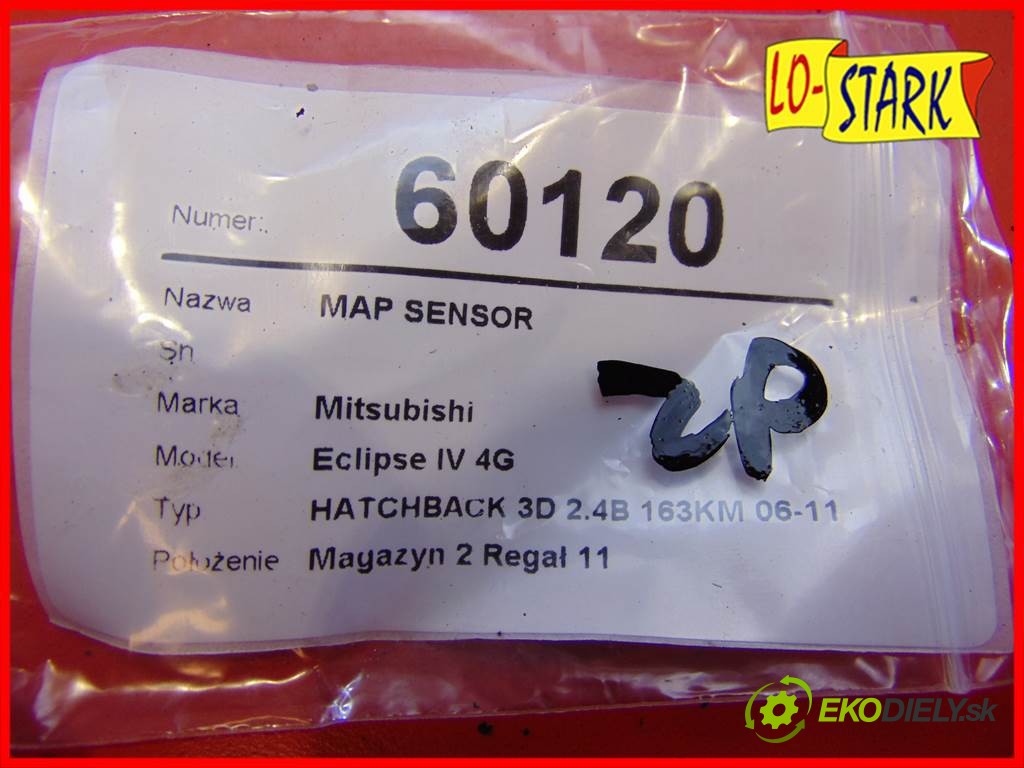 LO-STARK
Numer: 60120
Nazwa MAP SENSOR
Sn
Marka Mitsubishi
Model Eclipse IV 4G
Typ HATCHBACK 3D 2.4B 163KM 06-11
Położenie Magazyn 2 Regał 11
ZP
EKODIELY.sk